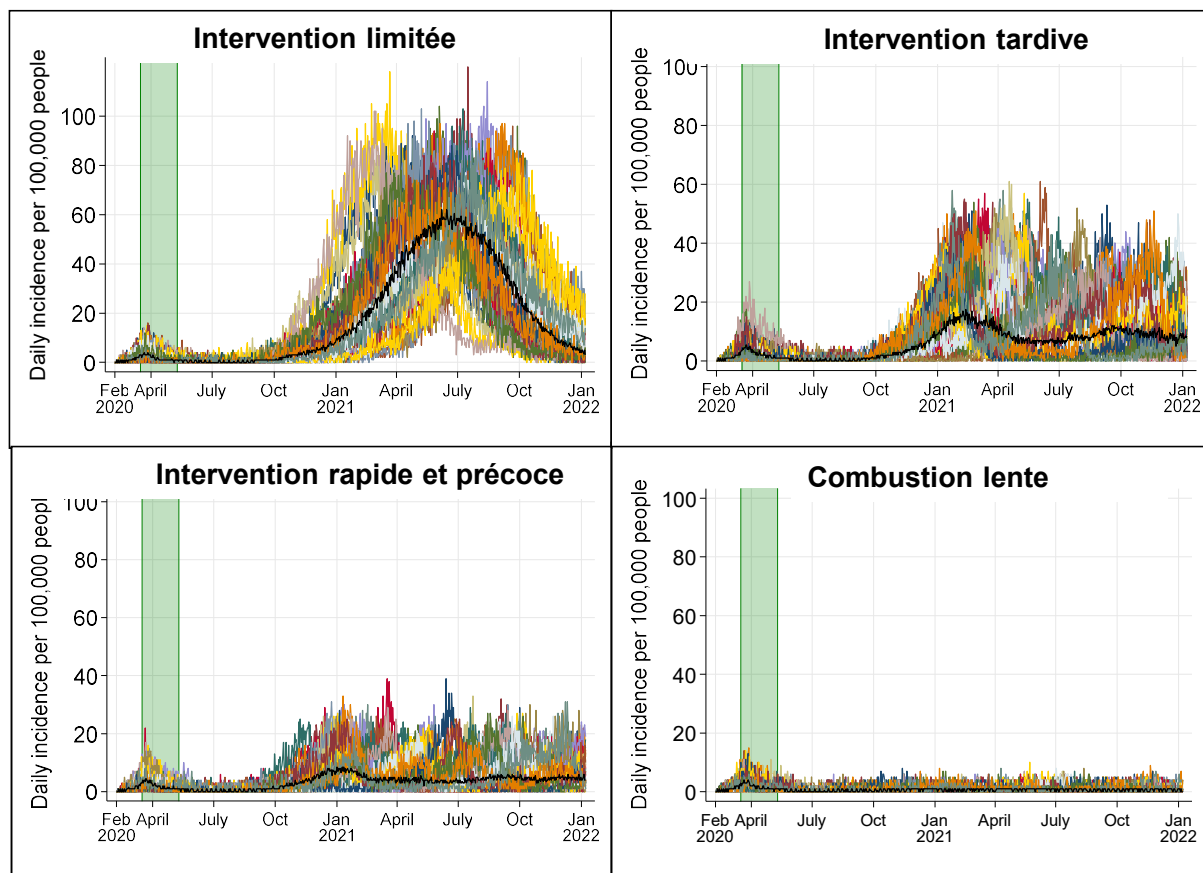 Intervention limitée
Daily incidence per 100,000 people
100
80
60
40
20
0
Feb April July Oct Jan April July Oct Jan
2020 2021 2022
Intervention tardive
Daily incidence per 100,000 people
100
80
60
40
20
0
Feb April July Oct Jan April July Oct Jan
2020 2021 2022
Intervention rapide et précoce
Daily incidence per 100,000 peopl
100
80
60
40
20
0
Feb April July Oct Jan April July Oct Jan
2020 2021 2022
Combustion lente
Daily incidence per 100,000 people
100
80
60
40
20
0
Feb April July Oct Jan April July Oct Jan
2020 2021 2022